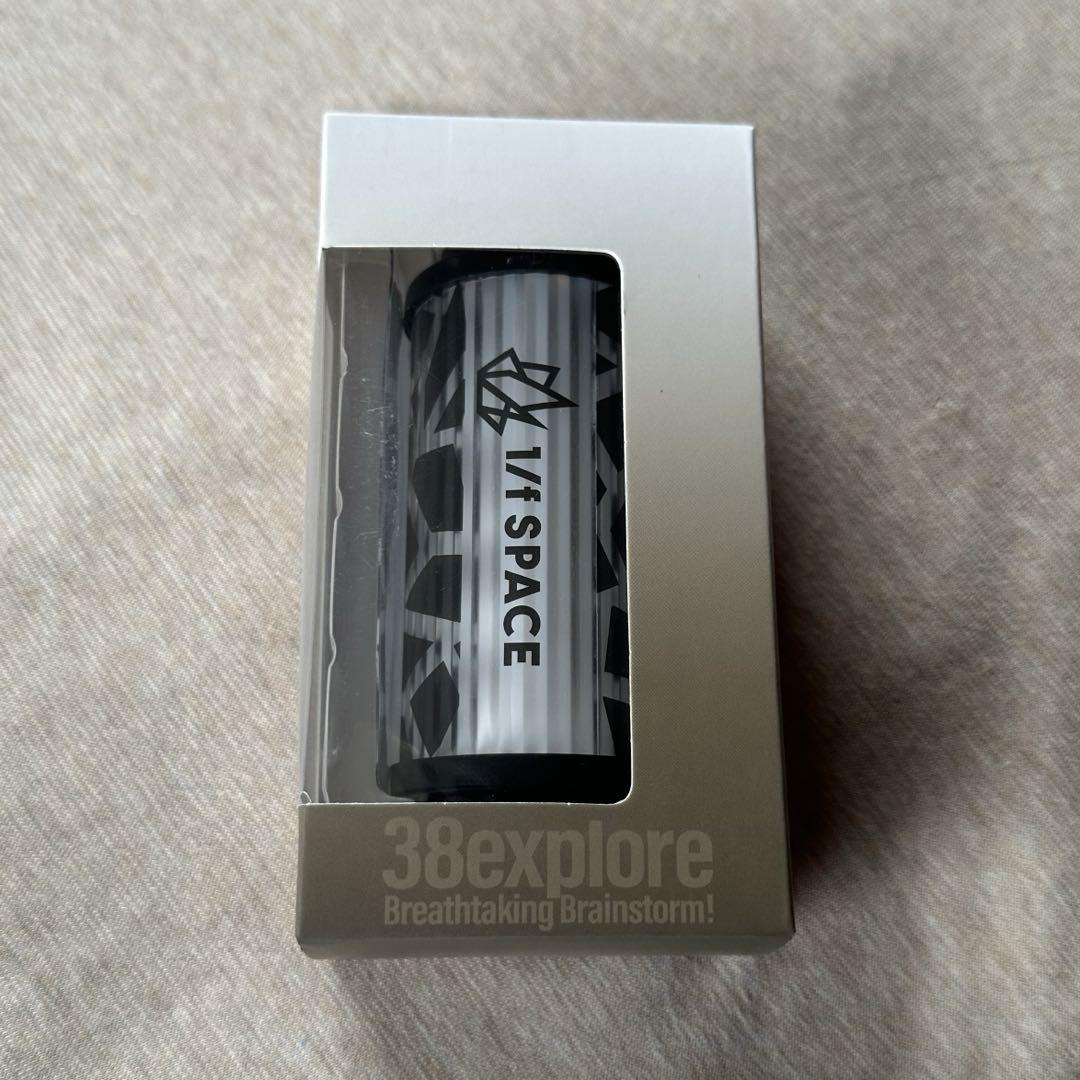 1/f SPACE
38explore
Breathtaking Brainstorm!